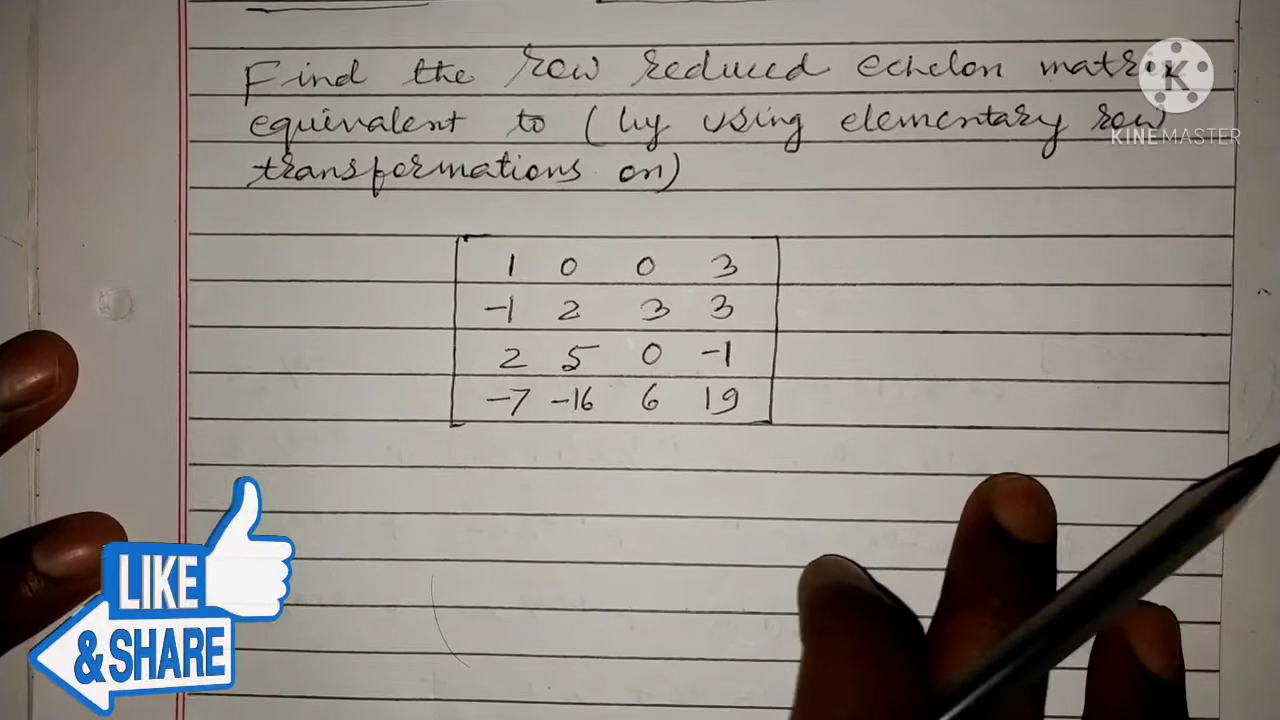 Find the row reduced echelon matrix
equivalent to (by using elementary row
transformations on)
1 0 0 3
-1 2 3 3
2 5 0 -1
-7 -16 6 19
K
KINEMASTER
LIKE
& SHARE